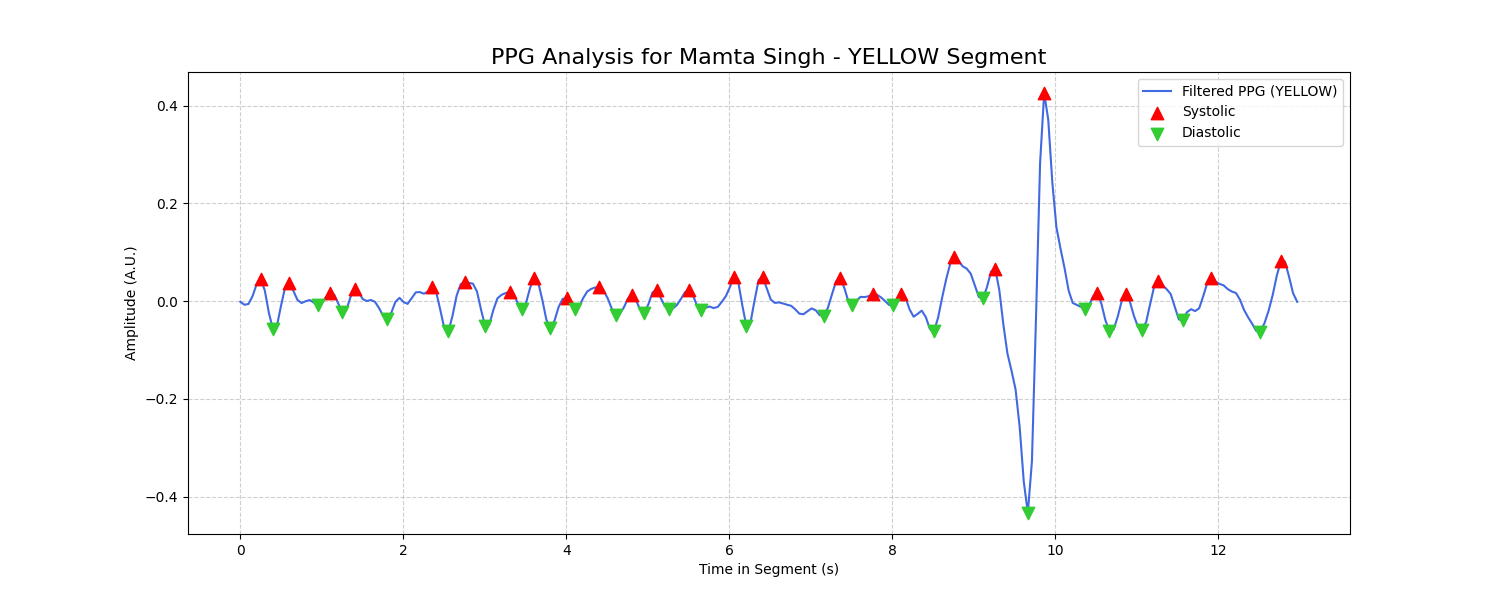 PPG Analysis for Mamta Singh - YELLOW Segment
Filtered PPG (YELLOW)
Systolic
Diastolic
Amplitude (A.U.)
0.4
0.2
0.0
−0.2
−0.4
0 2 4 6 8 10 12
Time in Segment (s)